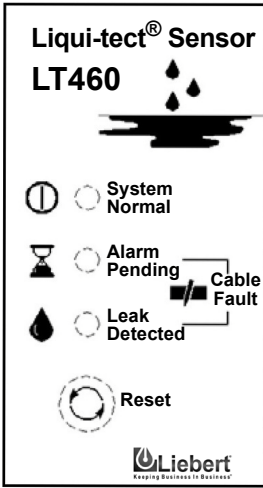 Liqui-tect® Sensor
LT460
System
Normal
Alarm
Pending
Cable
Fault
Leak
Detected
Reset
Liebert®
Keeping Business In Business®